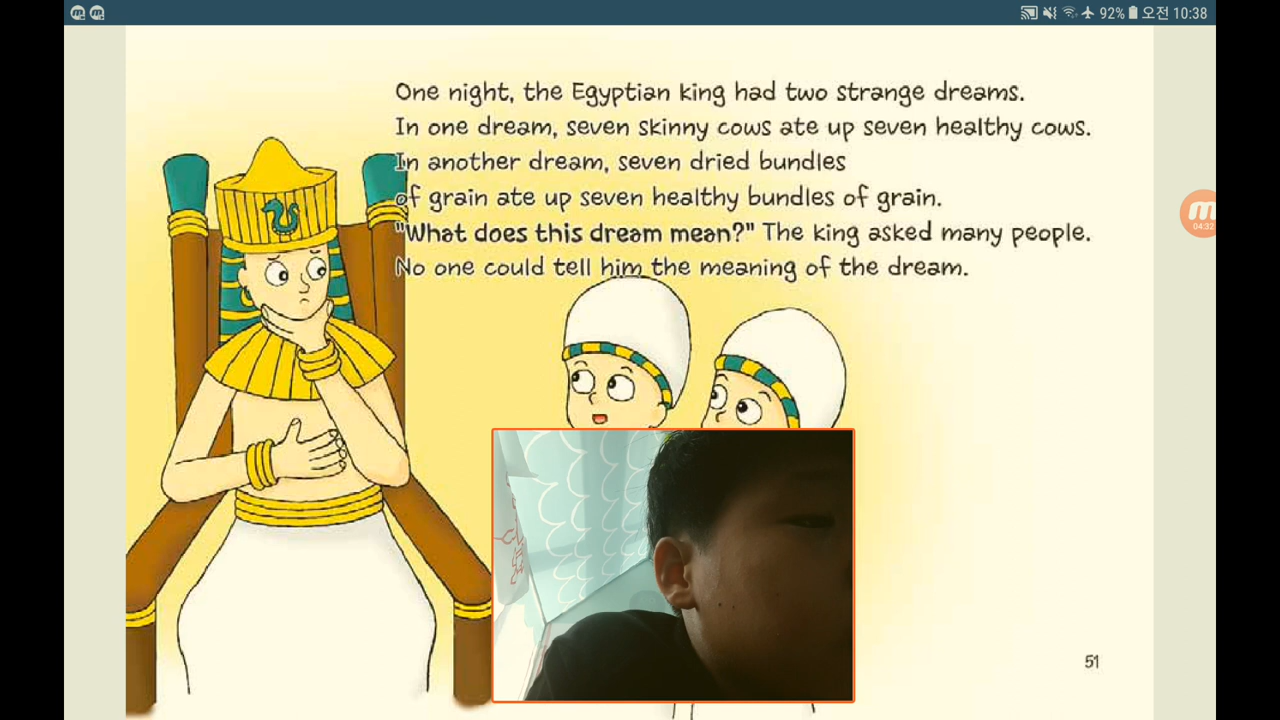 92% 오전 10:38
One night, the Egyptian king had two strange dreams.
In one dream, seven skinny cows ate up seven healthy cows.
In another dream, seven dried bundles
of grain ate up seven healthy bundles of grain.
"What does this dream mean?" The king asked many people.
No one could tell him the meaning of the dream.
04:32
51